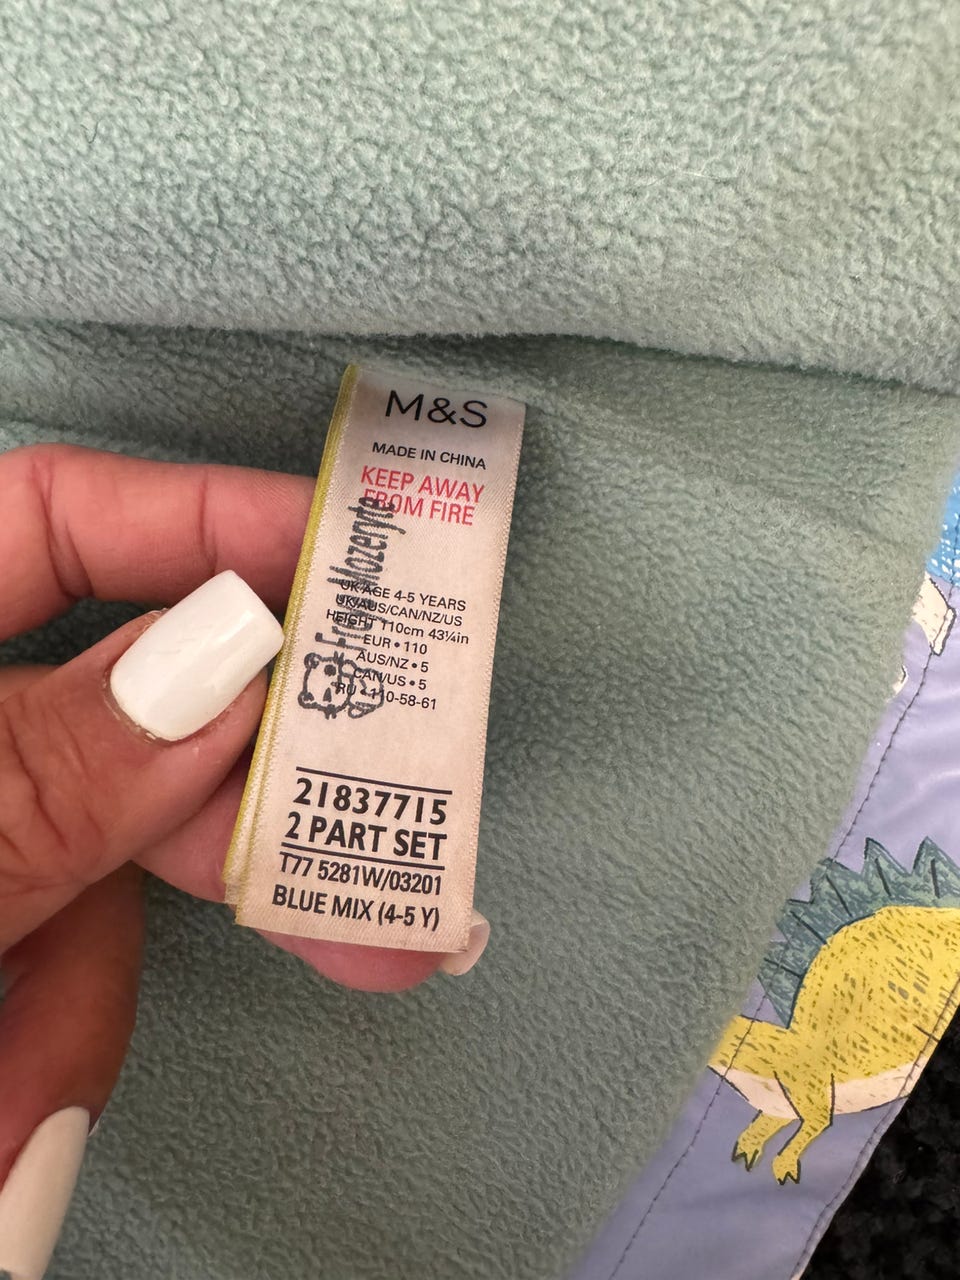 M&S
MADE IN CHINA
KEEP AWAY
FROM FIRE
UK AGE 4-5 YEARS
UK/AUS/CAN/NZ/US
HEIGHT 110cm 43¼in
EUR • 110
AUS/NZ • 5
CAN/US • 5
RU • 110-58-61
21837715
2 PART SET
T77 5281W/03201
BLUE MIX (4-5 Y)